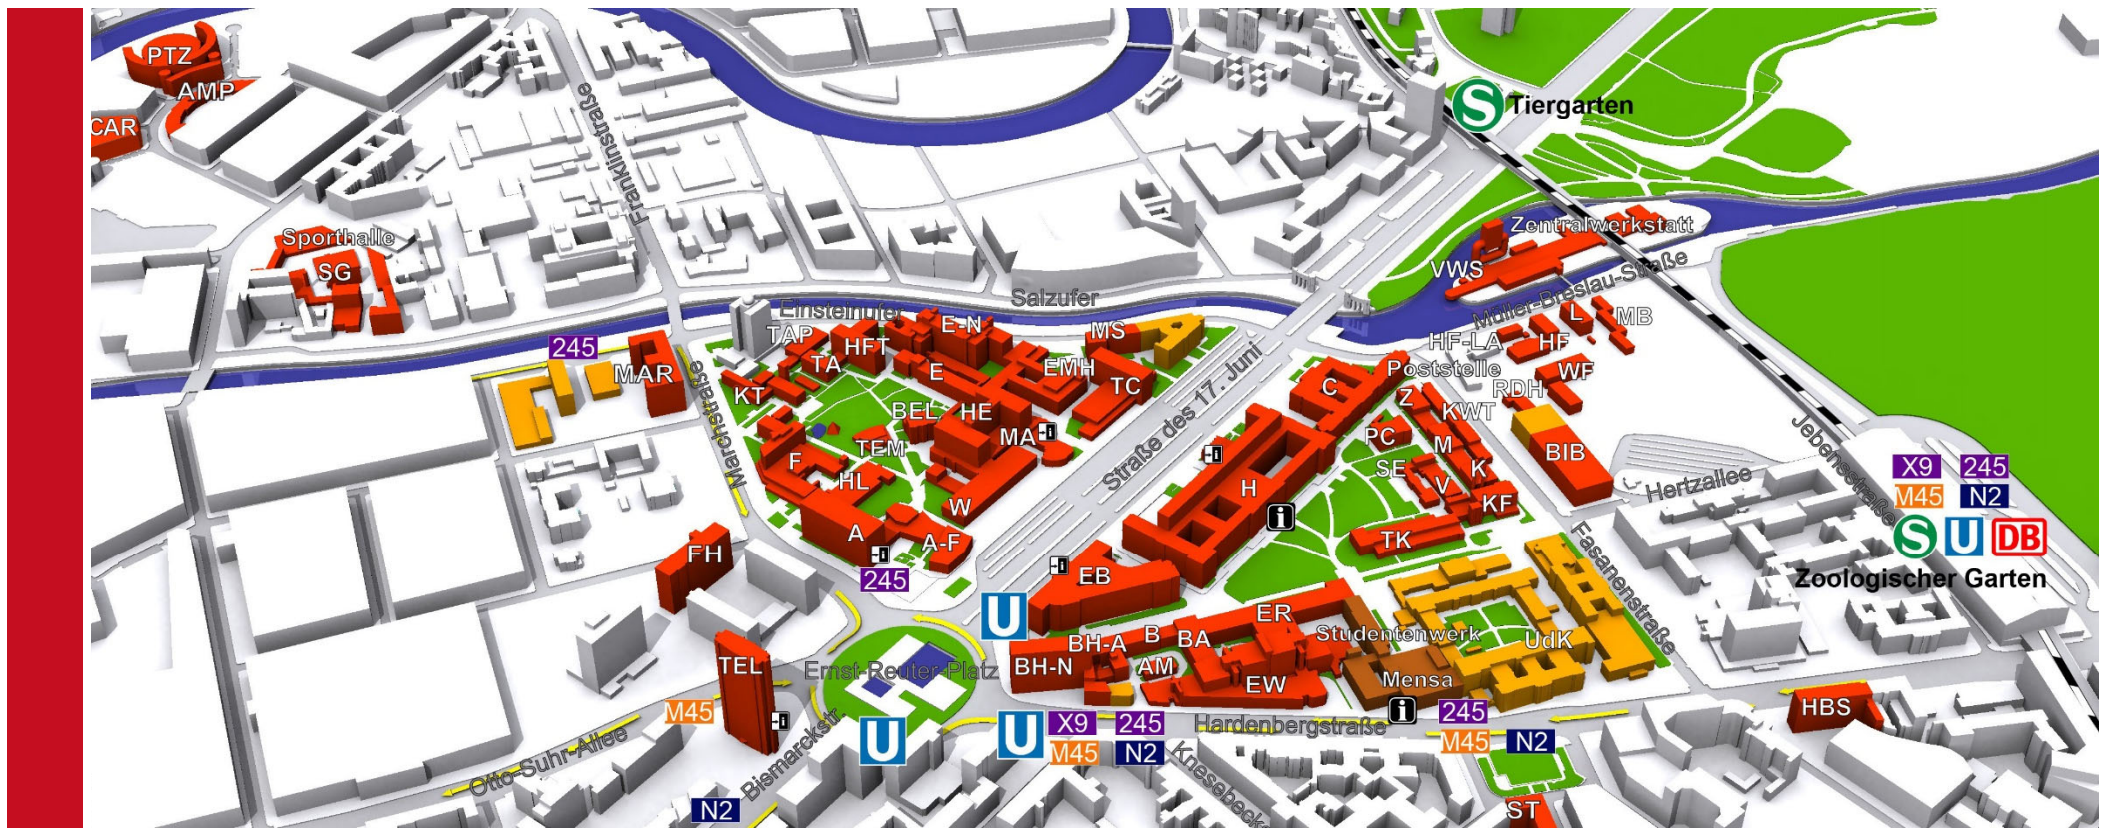 PTZ
AMP
CAR
Franklinstraße
S Tiergarten
Sporthalle
SG
Zentralwerkstatt
VWS
Müller-Breslau-Straße
Salzufer
Einsteinufer
TAP
HFT
E-N
MS
L
MB
HF-LA
HF
245
MAR
TA
E
EMH
TC
C
Poststelle
WF
RDH
KT
BEL
HE
Z
KWT
Marchstraße
TEM
MA
Straße des 17. Juni
PC
M
BIB
Jebensstraße
F
HL
SE
V
K
X9 245
M45 N2
Hertzallee
W
H
KF
i
A
A-F
TK
S U DB
Zoologischer Garten
FH
245
EB
Fasanenstraße
U
ER
B
BA
BH-A
Studentenwerk
UdK
BH-N
AM
EW
Mensa
TEL
Ernst-Reuter-Platz
M45
HBS
i
Hardenbergstraße
U
U
X9 245
M45 N2
245
M45 N2
Otto-Suhr-Allee
Bismarckstr.
Knesebeck
N2
ST